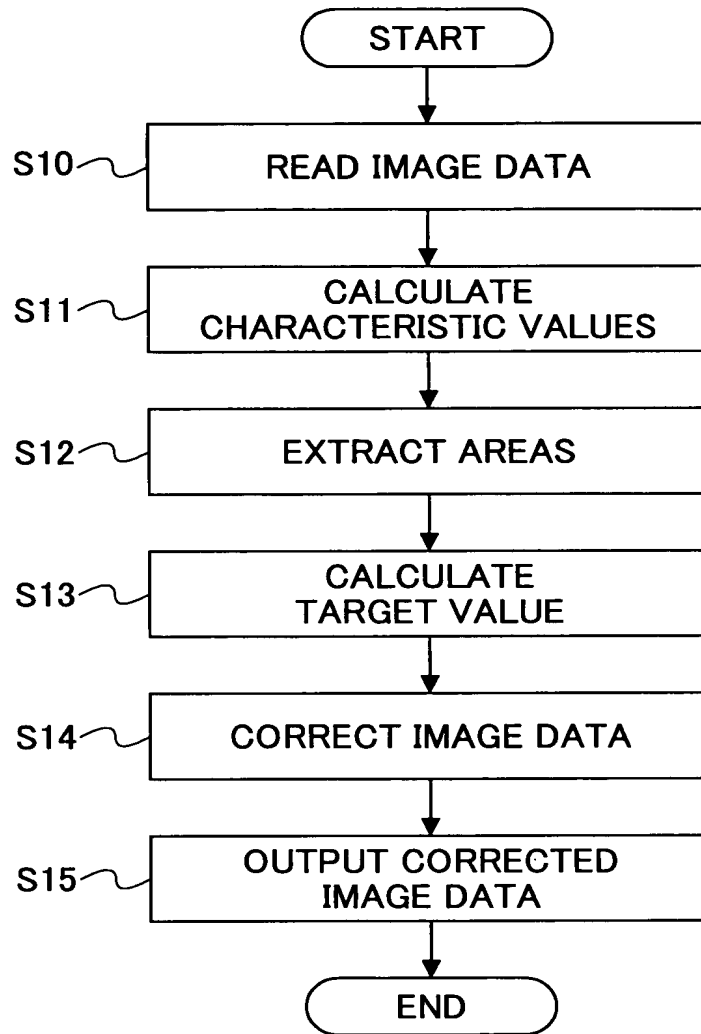 START
S10 READ IMAGE DATA
S11 CALCULATE
CHARACTERISTIC VALUES
S12 EXTRACT AREAS
S13 CALCULATE
TARGET VALUE
S14 CORRECT IMAGE DATA
S15 OUTPUT CORRECTED
IMAGE DATA
END